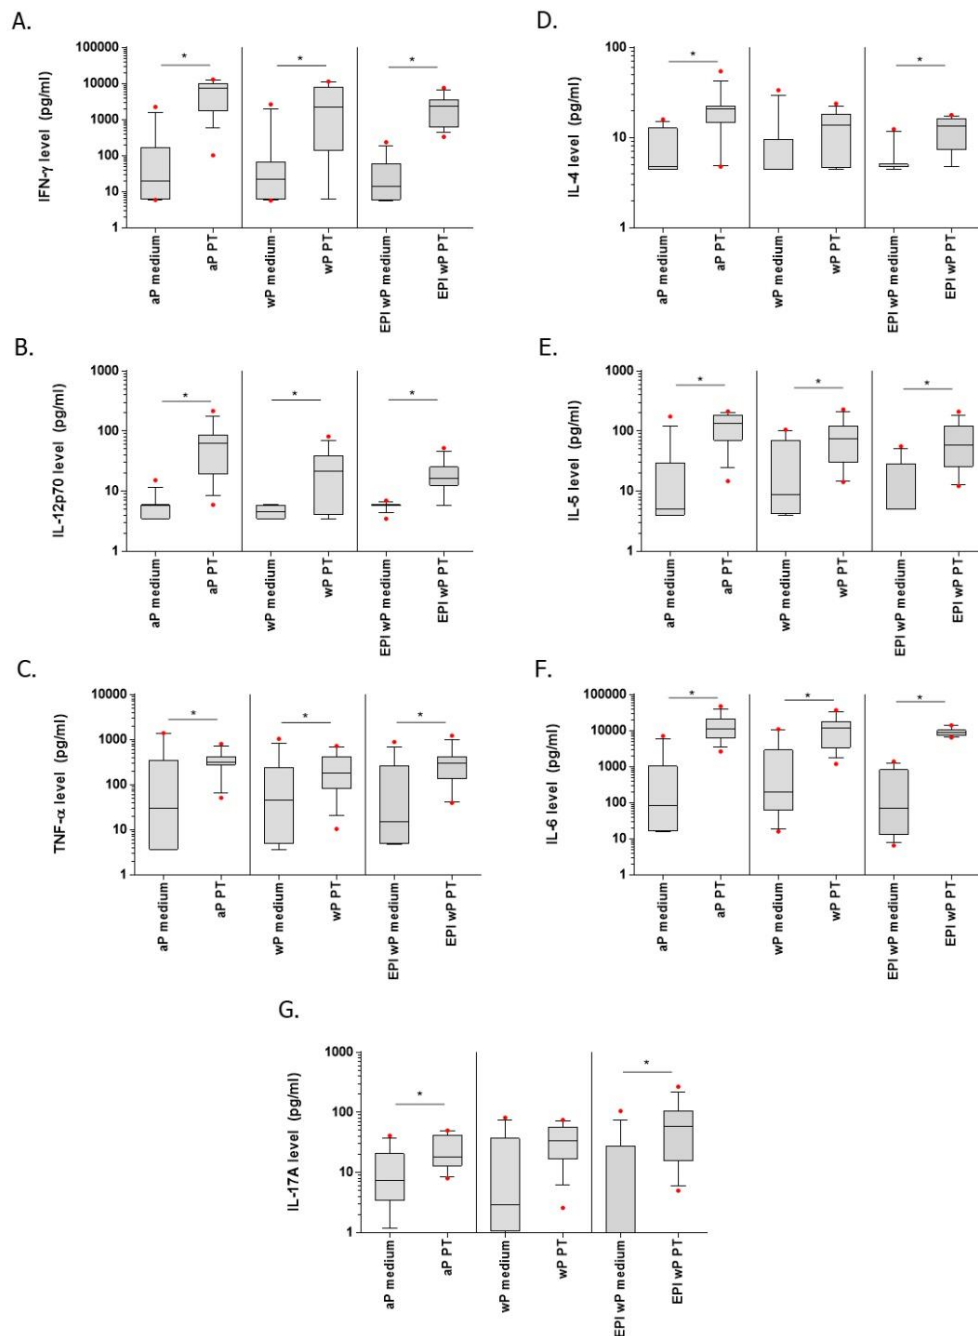 A.
IFN-γ level (pg/ml)
100000
10000
1000
100
10
1
*
*
*
aP medium
aP PT
wP medium
wP PT
EPI wP medium
EPI wP PT
D.
IL-4 level (pg/ml)
100
10
1
*
*
aP medium
aP PT
wP medium
wP PT
EPI wP medium
EPI wP PT
B.
IL-12p70 level (pg/ml)
1000
100
10
1
*
*
*
aP medium
aP PT
wP medium
wP PT
EPI wP medium
EPI wP PT
E.
IL-5 level (pg/ml)
1000
100
10
1
*
*
*
aP medium
aP PT
wP medium
wP PT
EPI wP medium
EPI wP PT
C.
TNF-α level (pg/ml)
10000
1000
100
10
1
*
*
*
aP medium
aP PT
wP medium
wP PT
EPI wP medium
EPI wP PT
F.
IL-6 level (pg/ml)
100000
10000
1000
100
10
1
*
*
*
aP medium
aP PT
wP medium
wP PT
EPI wP medium
EPI wP PT
G.
IL-17A level (pg/ml)
1000
100
10
1
*
*
aP medium
aP PT
wP medium
wP PT
EPI wP medium
EPI wP PT